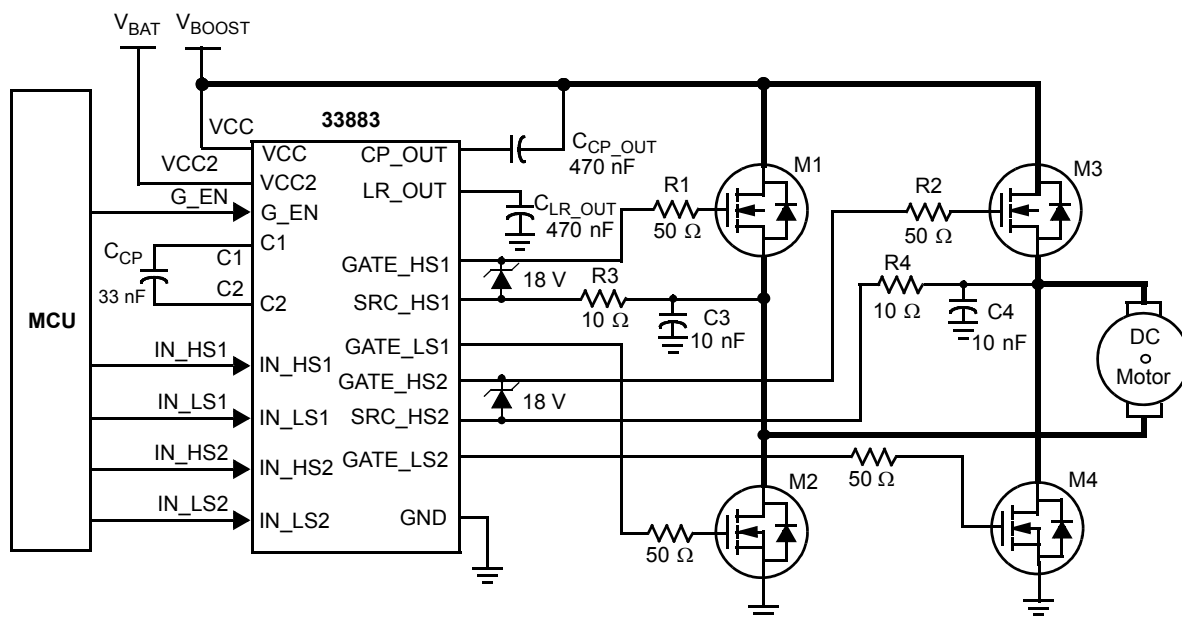 VBAT
VBOOST
33883
VCC
VCC
CP_OUT
CCP_OUT
470 nF
M1
M3
VCC2
VCC2
LR_OUT
CLR_OUT
470 nF
R1
50 Ω
R2
50 Ω
G_EN
G_EN
CCP
33 nF
C1
C1
C2
C2
GATE_HS1
18 V
SRC_HS1
R3
10 Ω
C3
10 nF
R4
10 Ω
C4
10 nF
MCU
GATE_LS1
DC
Motor
IN_HS1
IN_HS1
GATE_HS2
18 V
IN_LS1
IN_LS1
SRC_HS2
IN_HS2
IN_HS2
GATE_LS2
50 Ω
M2
M4
IN_LS2
IN_LS2
GND
50 Ω